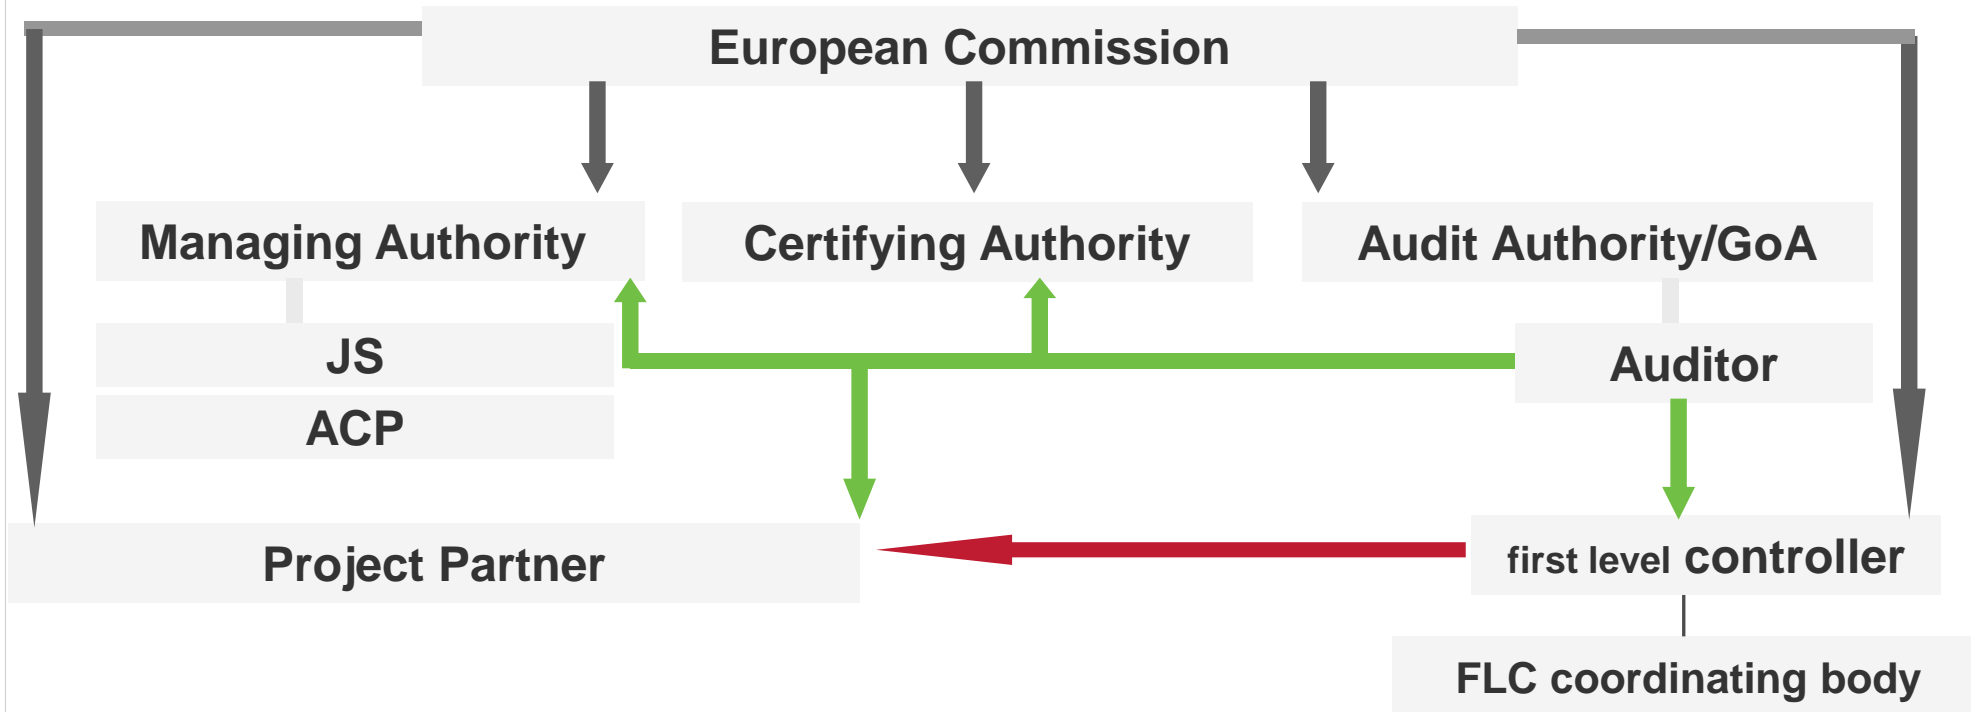 European Commission
Managing Authority
Certifying Authority
Audit Authority/GoA
JS
Auditor
ACP
Project Partner
first level controller
FLC coordinating body